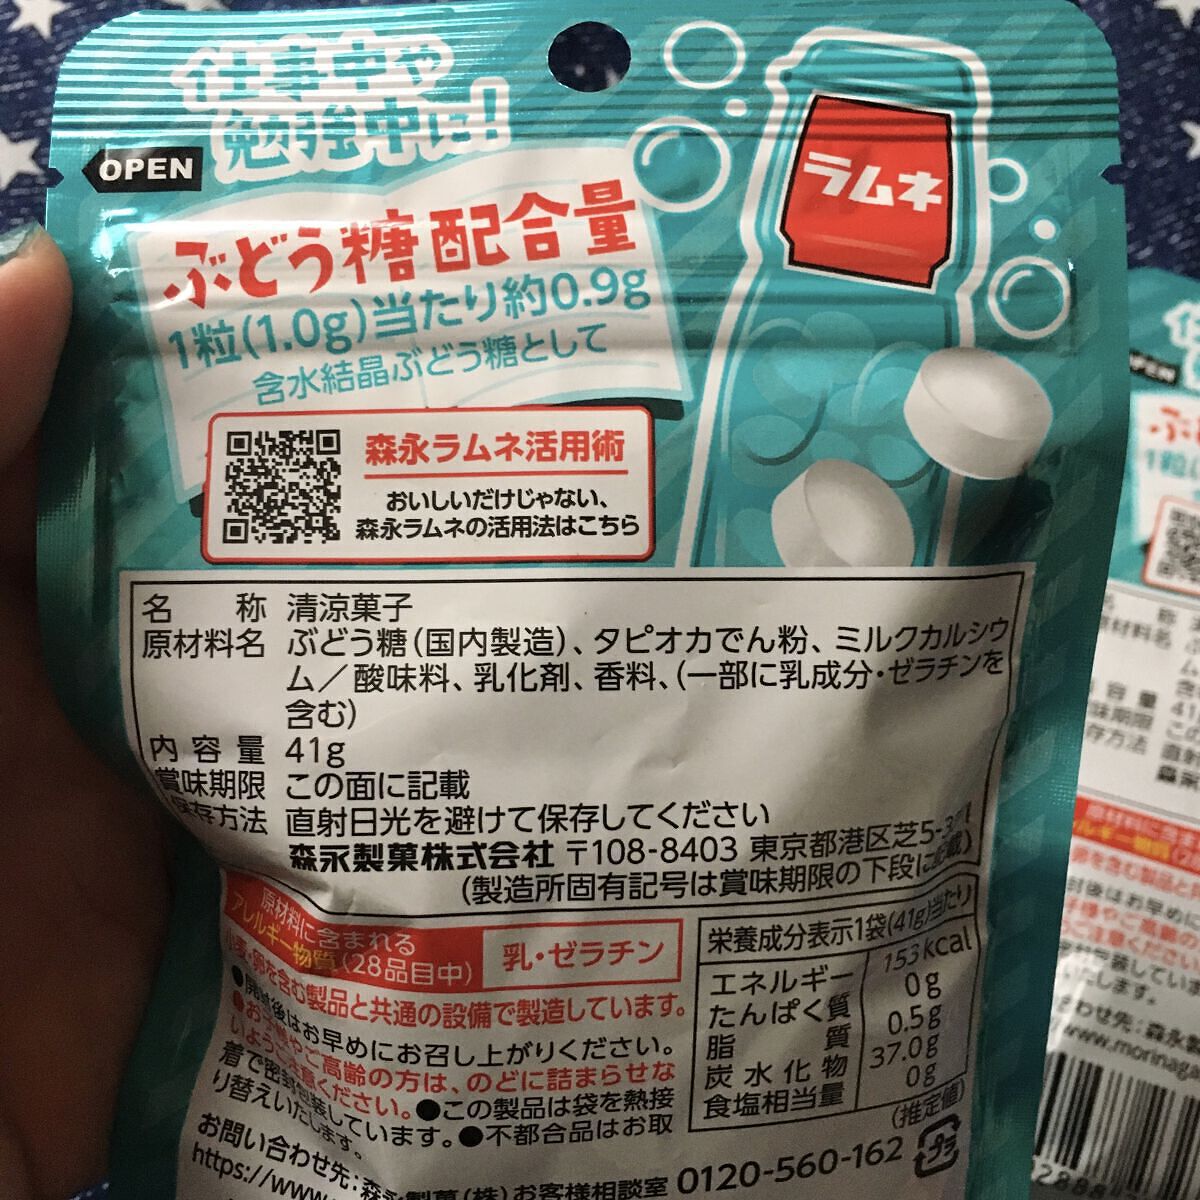 仕事中や
勉強中に!
OPEN
ラムネ
ぶどう糖配合量
1粒(1.0g)当たり約0.9g
含水結晶ぶどう糖として
森永ラムネ活用術
おいしいだけじゃない、
森永ラムネの活用法はこちら
名 称 清涼菓子
原材料名 ぶどう糖(国内製造)、タピオカでん粉、ミルクカルシウ
ム/酸味料、乳化剤、香料、(一部に乳成分・ゼラチンを
含む)
内容量 41g
賞味期限 この面に記載
保存方法 直射日光を避けて保存してください
森永製菓株式会社 〒108-8403 東京都港区芝5-
(製造所固有記号は賞味期限の下段に記載)
原材料に含まれる
アレルギー物質(28品目中) 乳・ゼラチン
小麦・卵を含む製品と共通の設備で製造しています。
●開封後はお早めにお召し上がりください。
●お子様やご高齢の方は、のどに詰まらせな
いようご注意ください。●この製品は袋を熱接
着で密封包装しています。●不都合品はお取
り替えいたします。
栄養成分表示1袋(41g)当たり
エネルギー 153kcal
たんぱく質 0g
脂質 0.5g
炭水化物 37.0g
食塩相当量 0g
(推定値)
お問い合わせ先:森永製菓(株)お客様相談室 0120-560-162
https://www.
プラ
OPEN